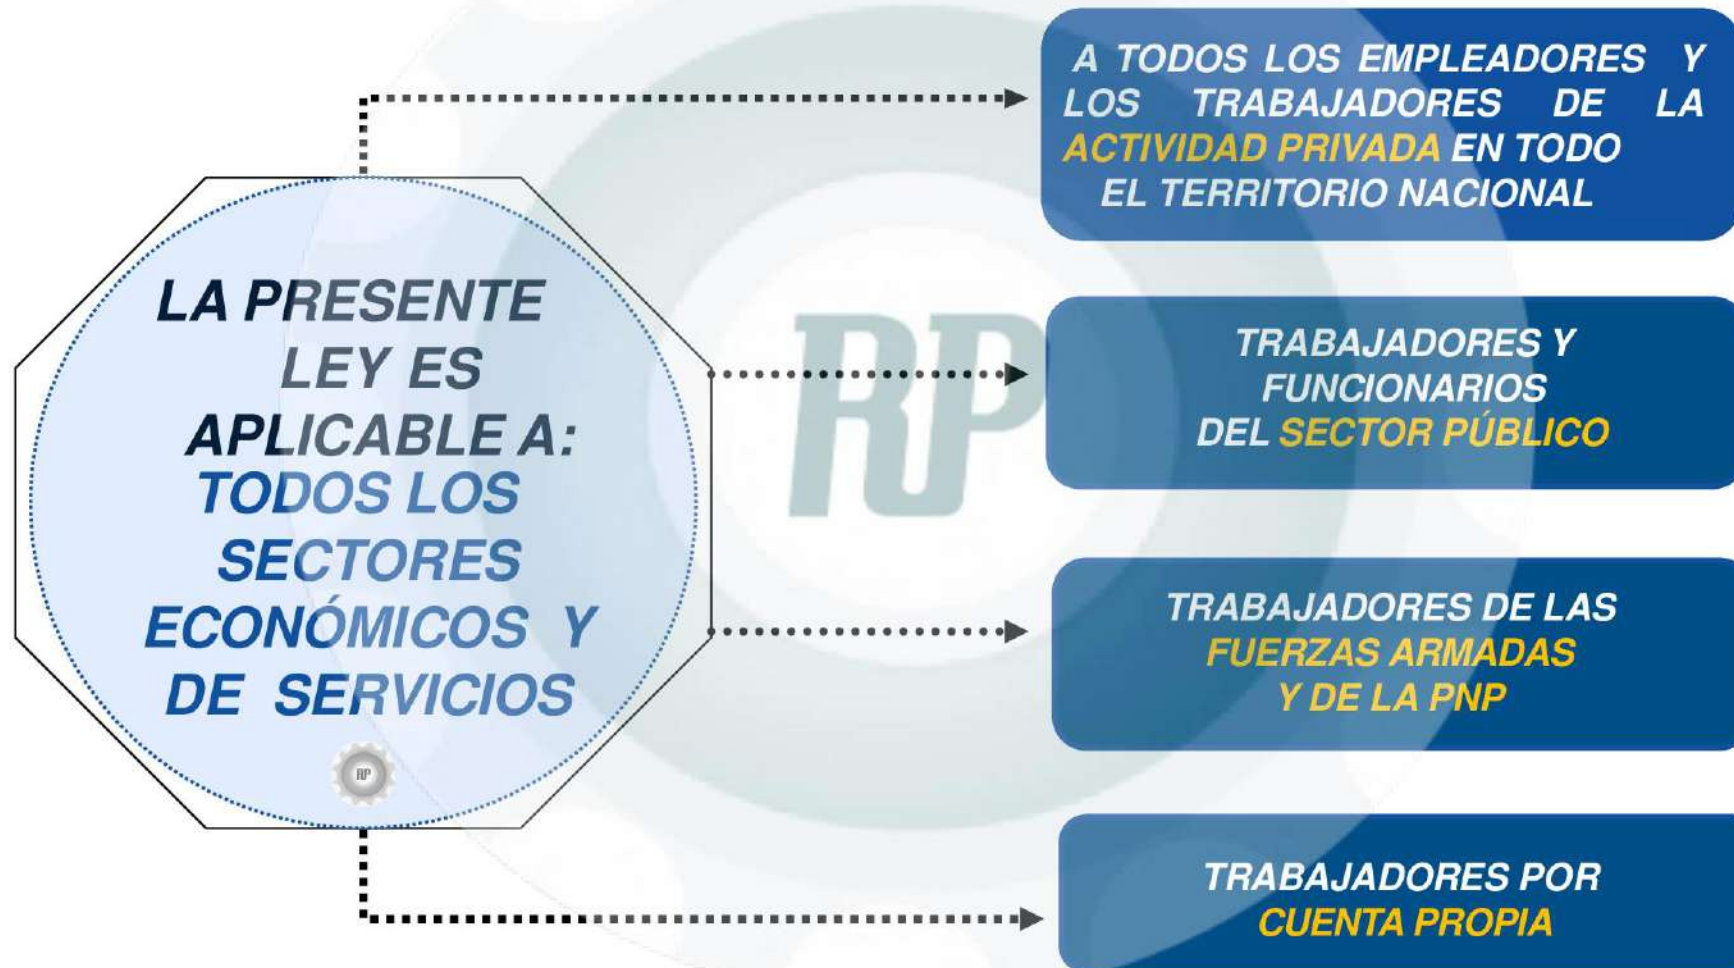 LA PRESENTE
LEY ES
APLICABLE A:
TODOS LOS
SECTORES
ECONÓMICOS Y
DE SERVICIOS
RP
RP
A TODOS LOS EMPLEADORES Y
LOS TRABAJADORES DE LA
ACTIVIDAD PRIVADA EN TODO
EL TERRITORIO NACIONAL
TRABAJADORES Y
FUNCIONARIOS
DEL SECTOR PÚBLICO
TRABAJADORES DE LAS
FUERZAS ARMADAS
Y DE LA PNP
TRABAJADORES POR
CUENTA PROPIA